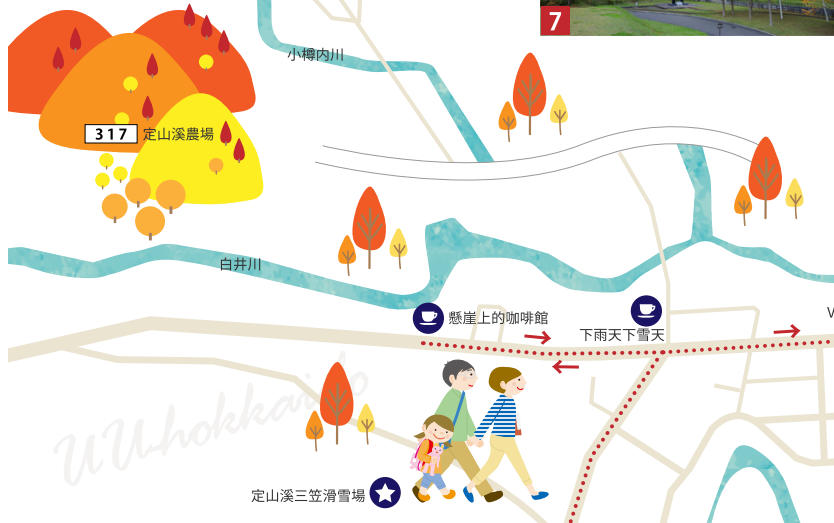 7
小樽内川
317 定山溪農場
白井川
懸崖上的咖啡館
下雨天下雪天
V
UUhokkaido
定山溪三笠滑雪場